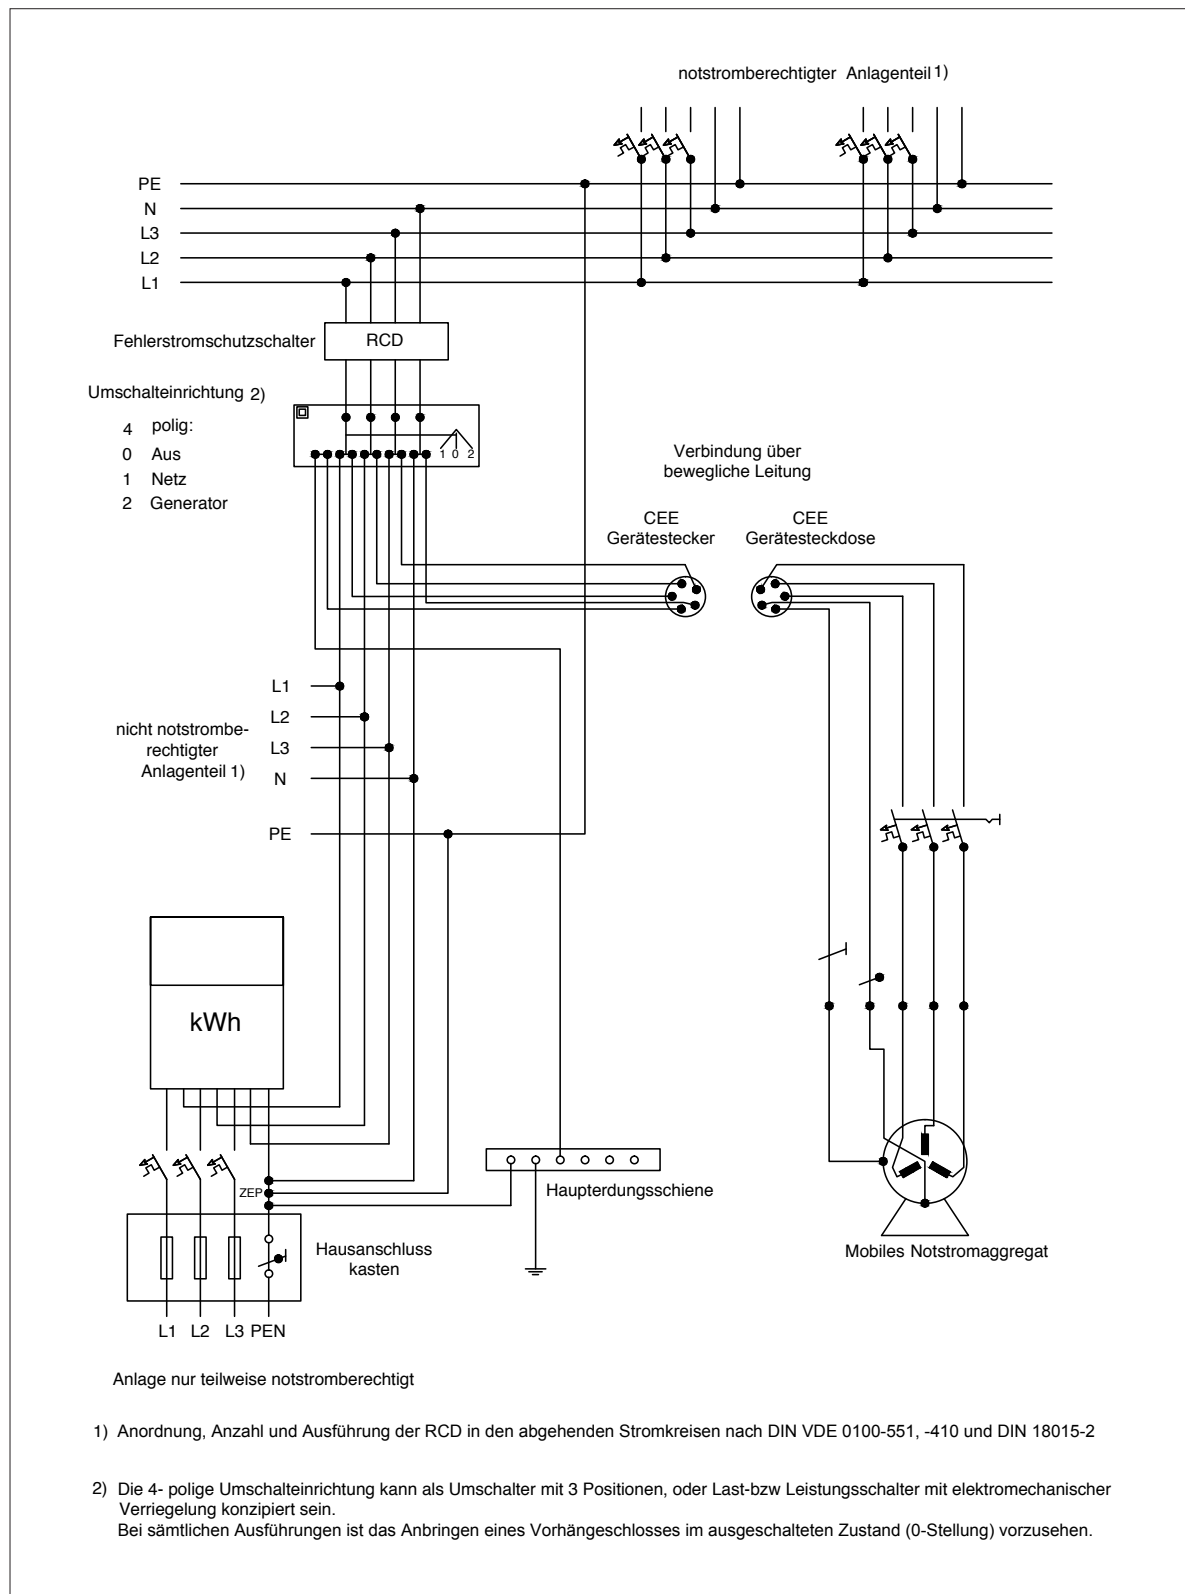 notstromberechtigter Anlagenteil 1)
PE
N
L3
L2
L1
Fehlerstromschutzschalter
RCD
Umschalteinrichtung 2)
4 polig:
0 Aus
1 Netz
2 Generator
1 0 2
Verbindung über
bewegliche Leitung
CEE
Gerätestecker
CEE
Gerätesteckdose
nicht notstrombe-
rechtigter
Anlagenteil 1)
L1
L2
L3
N
PE
kWh
ZEP
Haupterdungsschiene
Hausanschluss
kasten
Mobiles Notstromaggregat
L1 L2 L3 PEN
Anlage nur teilweise notstromberechtigt
1) Anordnung, Anzahl und Ausführung der RCD in den abgehenden Stromkreisen nach DIN VDE 0100-551, -410 und DIN 18015-2
2) Die 4- polige Umschalteinrichtung kann als Umschalter mit 3 Positionen, oder Last-bzw Leistungsschalter mit elektromechanischer
Verriegelung konzipiert sein.
Bei sämtlichen Ausführungen ist das Anbringen eines Vorhängeschlosses im ausgeschalteten Zustand (0-Stellung) vorzusehen.